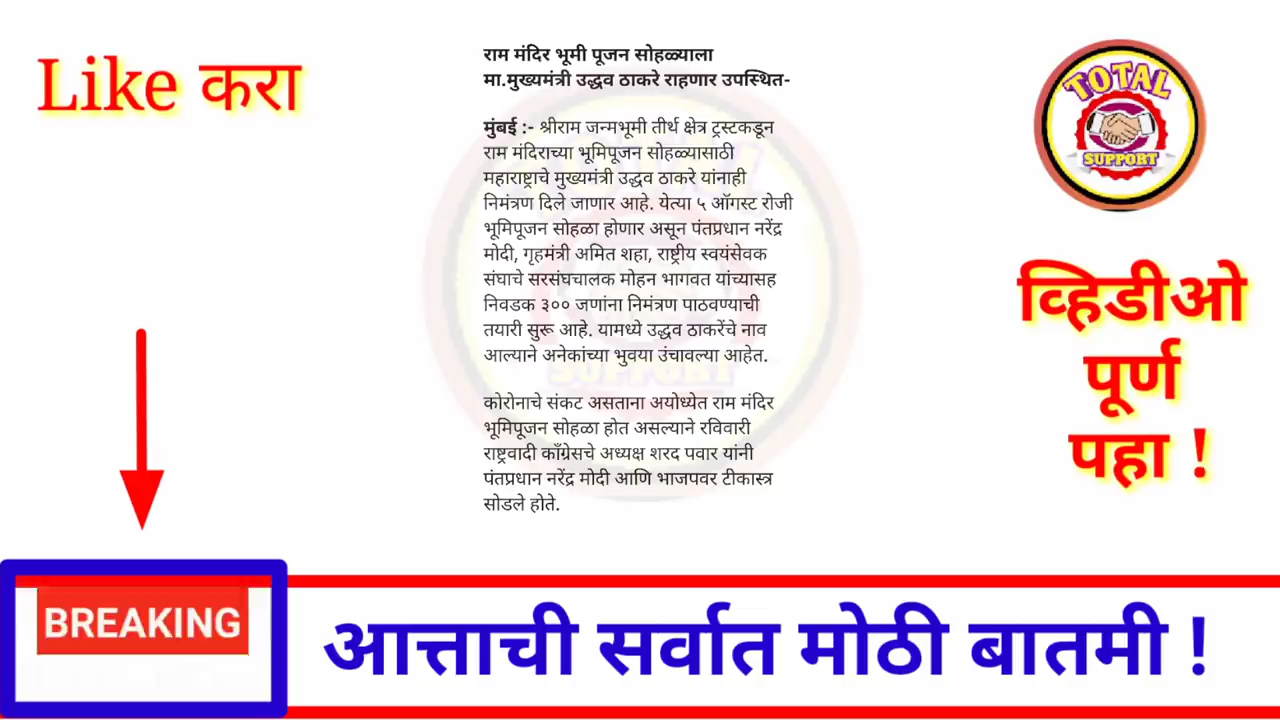 Like करा
राम मंदिर भूमी पूजन सोहळ्याला
मा.मुख्यमंत्री उद्धव ठाकरे राहणार उपस्थित-
मुंबई :- श्रीराम जन्मभूमी तीर्थ क्षेत्र ट्रस्टकडून
राम मंदिराच्या भूमिपूजन सोहळ्यासाठी
महाराष्ट्राचे मुख्यमंत्री उद्धव ठाकरे यांनाही
निमंत्रण दिले जाणार आहे. येत्या ५ ऑगस्ट रोजी
भूमिपूजन सोहळा होणार असून पंतप्रधान नरेंद्र
मोदी, गृहमंत्री अमित शहा, राष्ट्रीय स्वयंसेवक
संघाचे सरसंघचालक मोहन भागवत यांच्यासह
निवडक ३०० जणांना निमंत्रण पाठवण्याची
तयारी सुरू आहे. यामध्ये उद्धव ठाकरेंचे नाव
आल्याने अनेकांच्या भुवया उंचावल्या आहेत.
कोरोनाचे संकट असताना अयोध्येत राम मंदिर
भूमिपूजन सोहळा होत असल्याने रविवारी
राष्ट्रवादी काँग्रेसचे अध्यक्ष शरद पवार यांनी
पंतप्रधान नरेंद्र मोदी आणि भाजपवर टीकास्त्र
सोडले होते.
TOTAL
SUPPORT
व्हिडीओ
पूर्ण
पहा !
BREAKING
आत्ताची सर्वात मोठी बातमी !